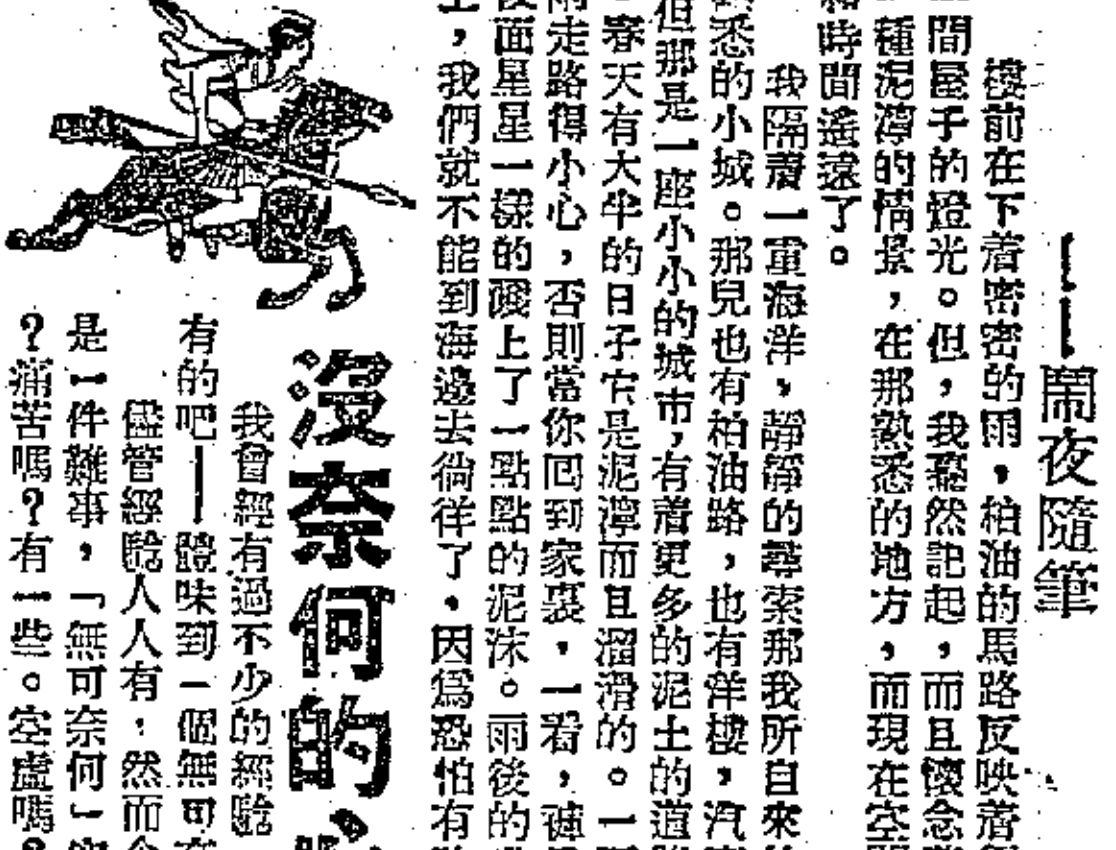 ——鬧夜隨筆
樓前在下着密密的雨，柏油的馬路反映着
間屋手的燈光。但，我驀然記起，而且懷念着
種泥潭的情景，在那熟悉的地方，而現在空間
和時間遙遠了。
我隔着一重海洋，靜靜的尋索那我所自來的
悉的小城。那兒也有柏油路，也有洋樓，汽
但那是一座小小的城市，有着更多的泥土的道路
春天有大半的日子它是泥潭而且溜滑的。一
走路得小心，否則當你回到家裏，一看，褲
後面星星一樣的濺上了一點點的泥沫。雨後的
上，我們就不能到海邊去徜徉了。因爲恐怕有
沒奈何的
我曾經有過不少的經驗
有的吧——體味到一個無可奈
儘管經驗人人有，然而
是一件難事，「無可奈何」
？痛苦嗎？有一些。空虛嗎？